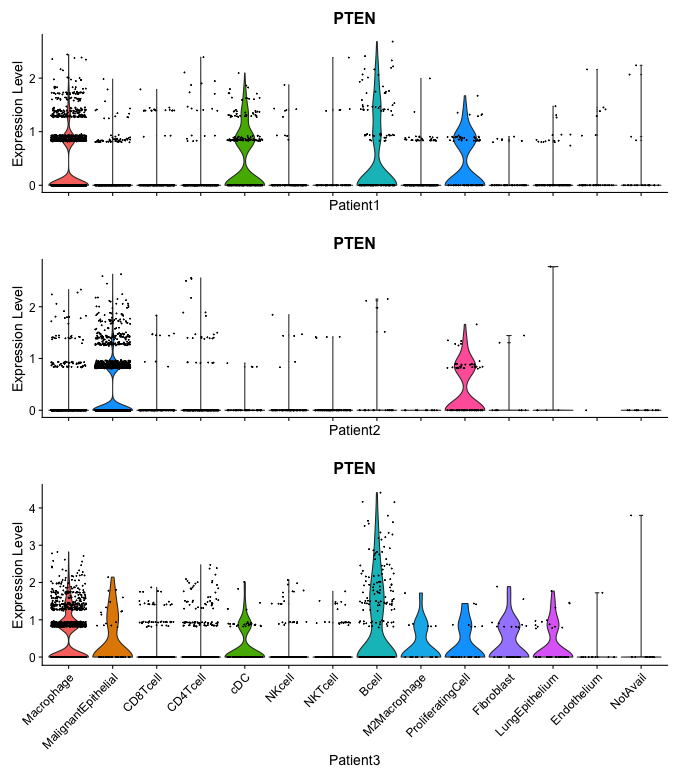 PTEN
Expression Level
2
1
0
Patient1
PTEN
Expression Level
2
1
0
Patient2
PTEN
Expression Level
4
3
2
1
0
Macrophage
MalignantEpithelial
CD8Tcell
CD4Tcell
cDC
NKcell
NKTcell
Bcell
M2Macrophage
ProliferatingCell
Fibroblast
LungEpithelium
Endothelium
NotAvail
Patient3